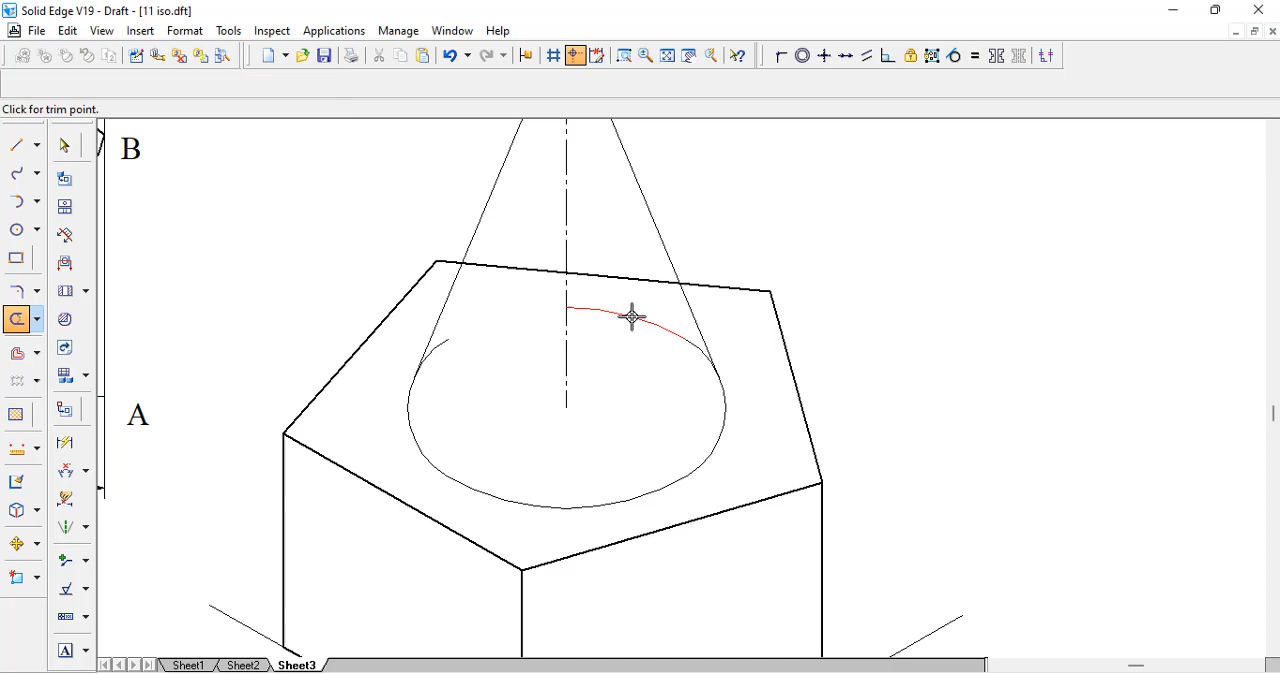 Solid Edge V19 - Draft - [11 iso.dft]
File Edit View Insert Format Tools Inspect Applications Manage Window Help
Click for trim point.
B
A
A
Sheet1 Sheet2 Sheet3